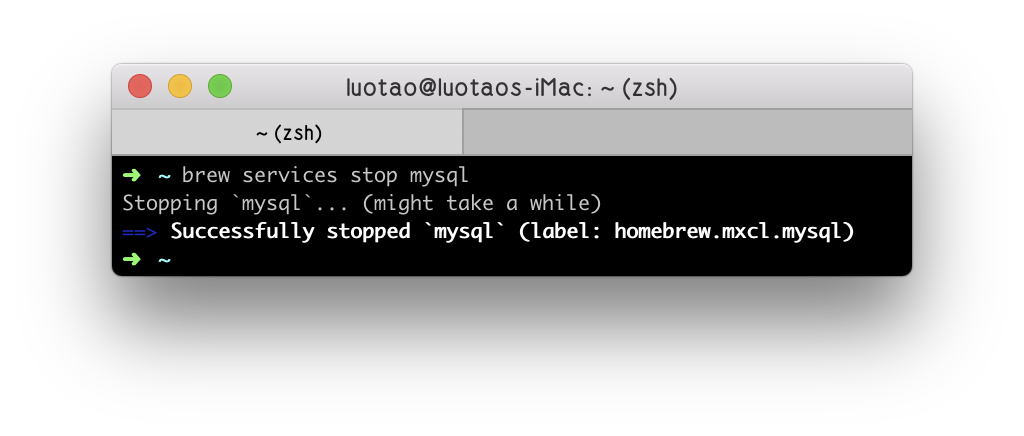 luotao@luotaos-iMac: ~ (zsh)
~ (zsh)
➜ ~ brew services stop mysql
Stopping `mysql`... (might take a while)
==> Successfully stopped `mysql` (label: homebrew.mxcl.mysql)
➜ ~